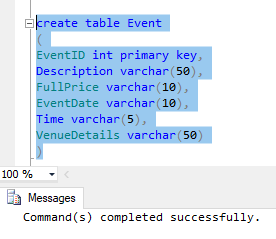 create table Event
(
EventID int primary key,
Description varchar(50),
FullPrice varchar(10),
EventDate varchar(10),
Time varchar(5),
VenueDetails varchar(50)
)
100 %
Messages
Command(s) completed successfully.